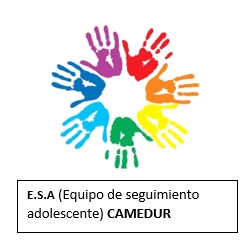 E.S.A (Equipo de seguimiento
adolescente) CAMEDUR